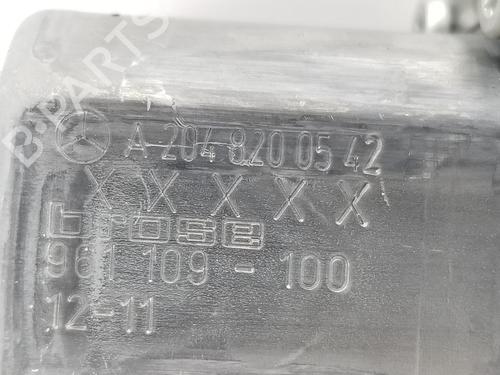 A 204 820 05 42
X X X X X
brose
961 109 - 100
12-11
B-PARTS